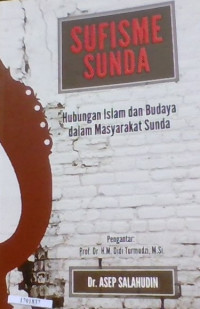 SUFISME
SUNDA
Hubungan Islam dan Budaya
dalam Masyarakat Sunda
Pengantar:
Prof. Dr. H.M. Didi Turmudzi, M.Si.
Dr. ASEP SALAHUDIN